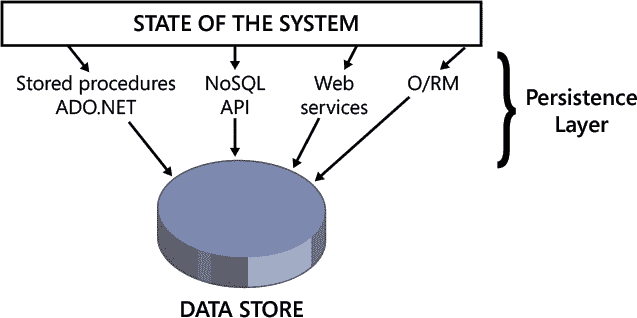 STATE OF THE SYSTEM
Stored procedures
ADO.NET
NoSQL
API
Web
services
O/RM
Persistence
Layer
DATA STORE